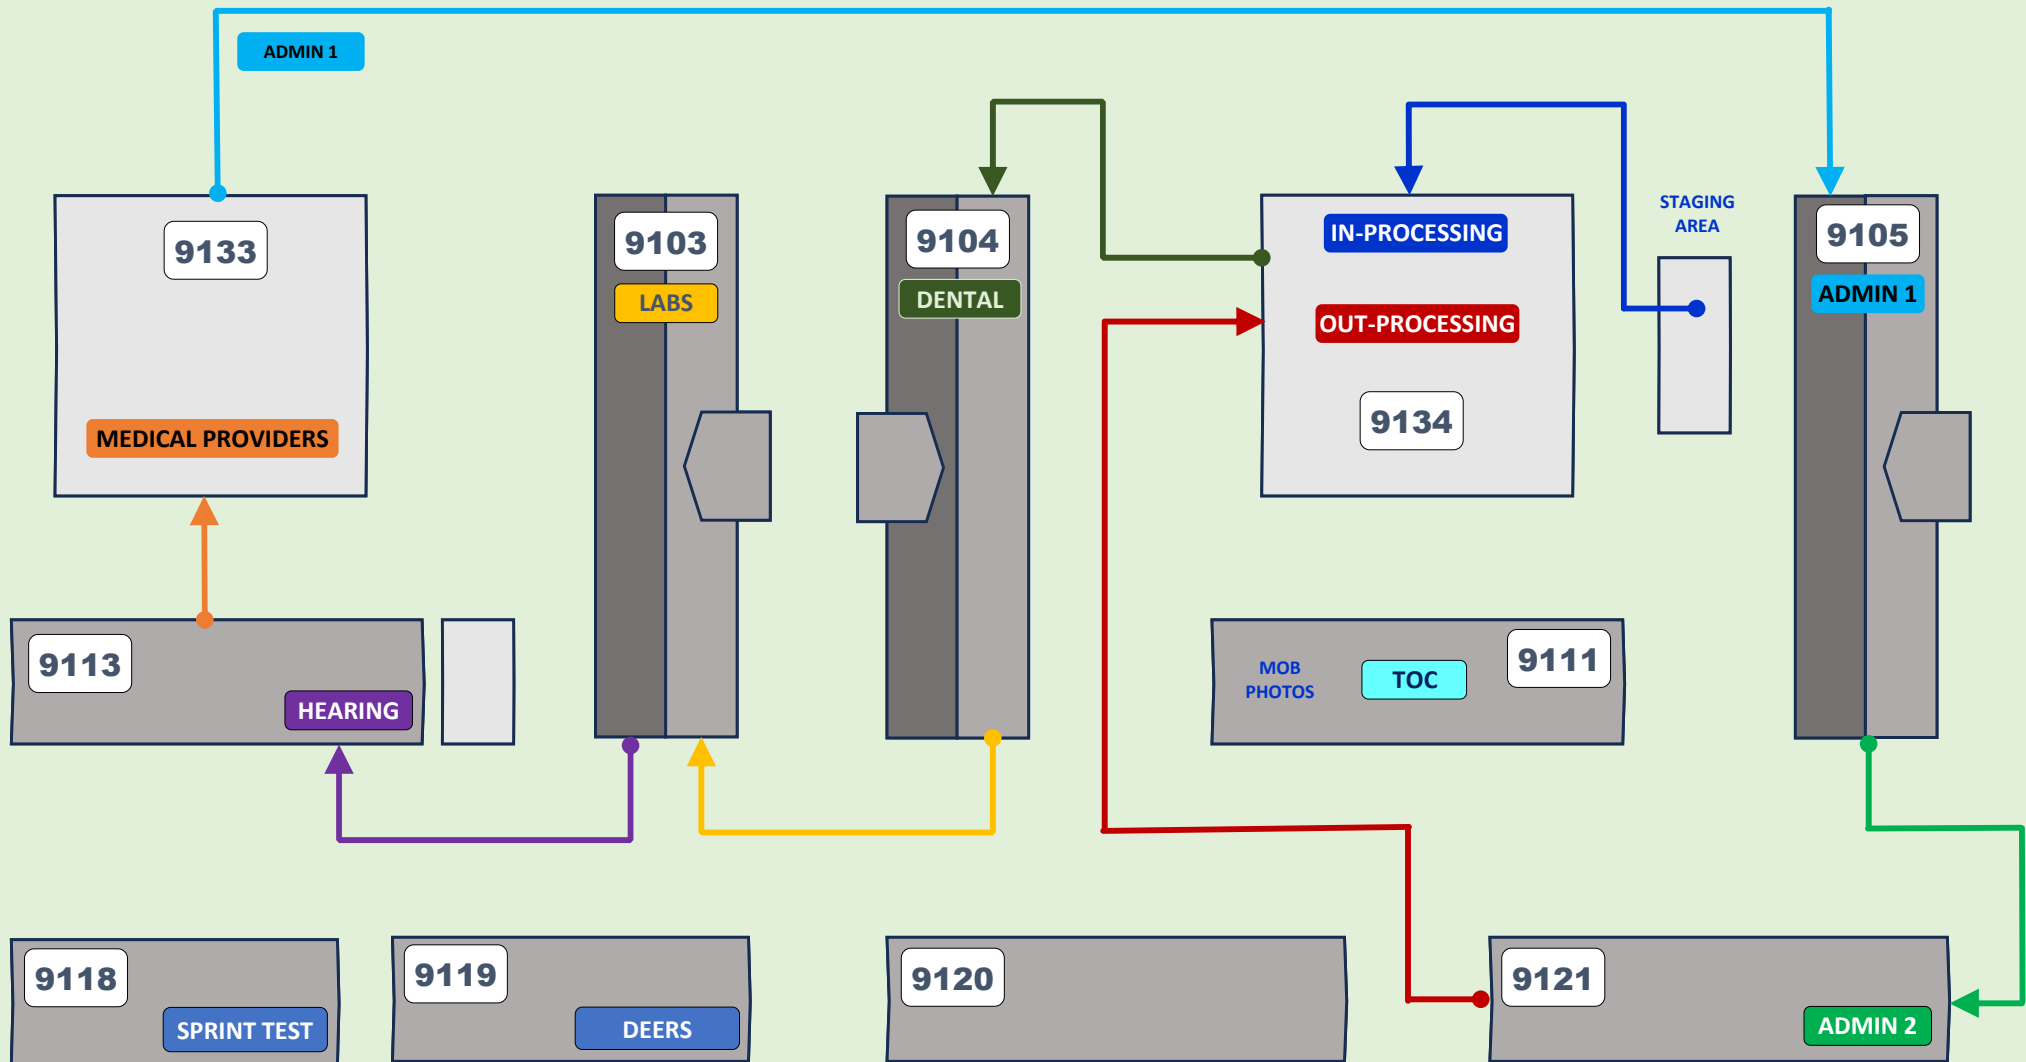 ADMIN 1
9133
MEDICAL PROVIDERS
9103
LABS
9104
DENTAL
IN-PROCESSING
OUT-PROCESSING
9134
STAGING
AREA
9105
ADMIN 1
9113
HEARING
MOB
PHOTOS
TOC
9111
9118
SPRINT TEST
9119
DEERS
9120
9121
ADMIN 2